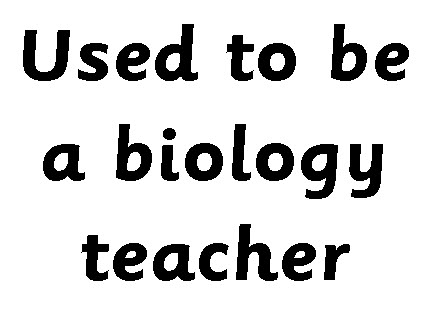 Used to be
a biology
teacher